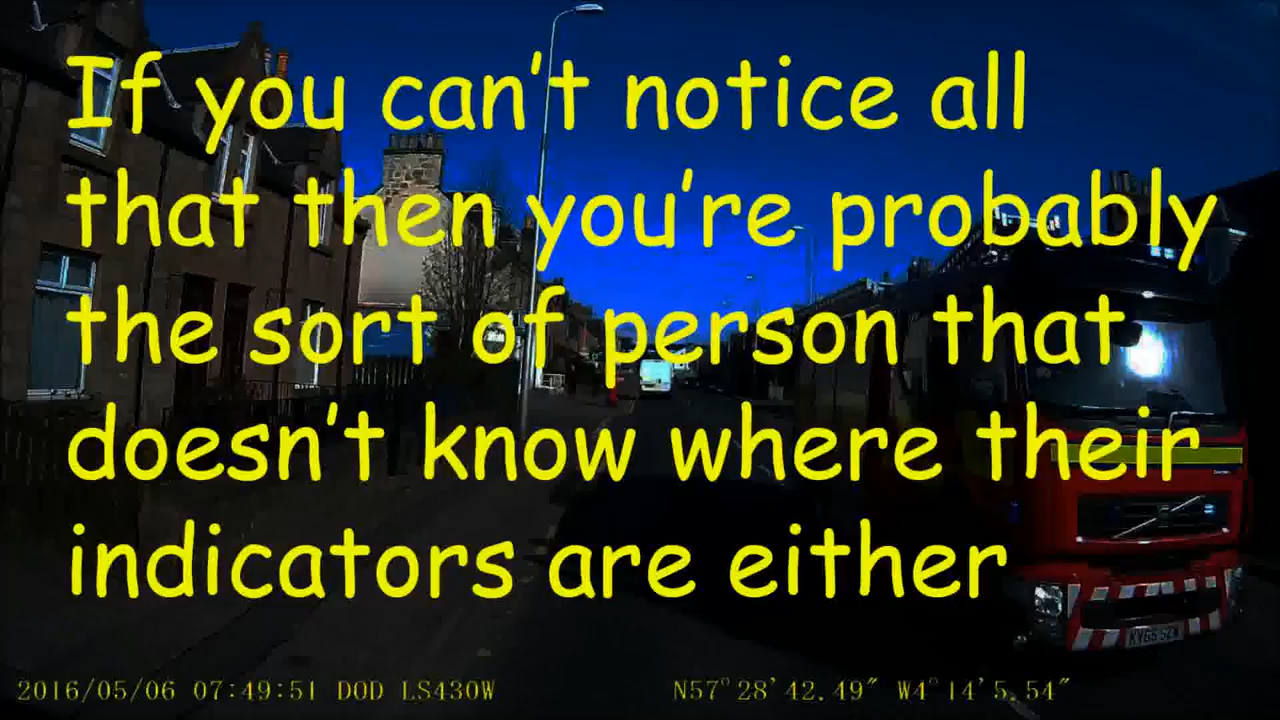 If you can't notice all
that then you're probably
the sort of person that
doesn't know where their
indicators are either
2016/05/06 07:49:51 DOD LS430W
N57°28'42.49" W4°14'5.54"